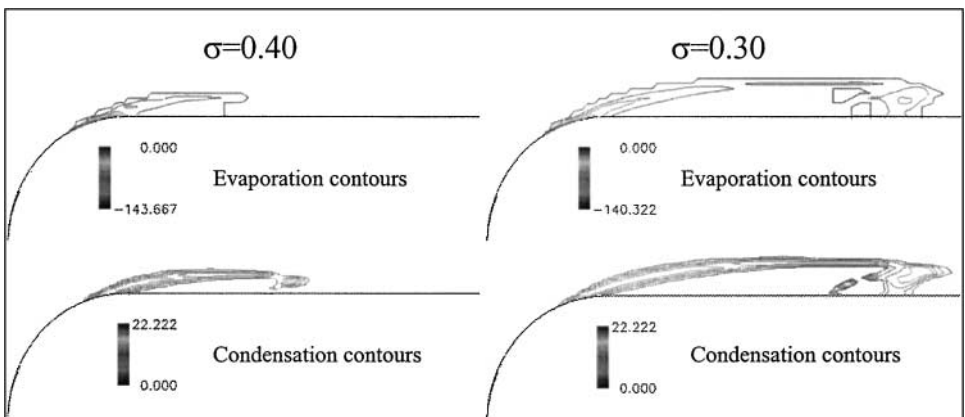 σ=0.40
σ=0.30
0.000
Evaporation contours
−143.667
0.000
Evaporation contours
−140.322
22.222
Condensation contours
0.000
22.222
Condensation contours
0.000